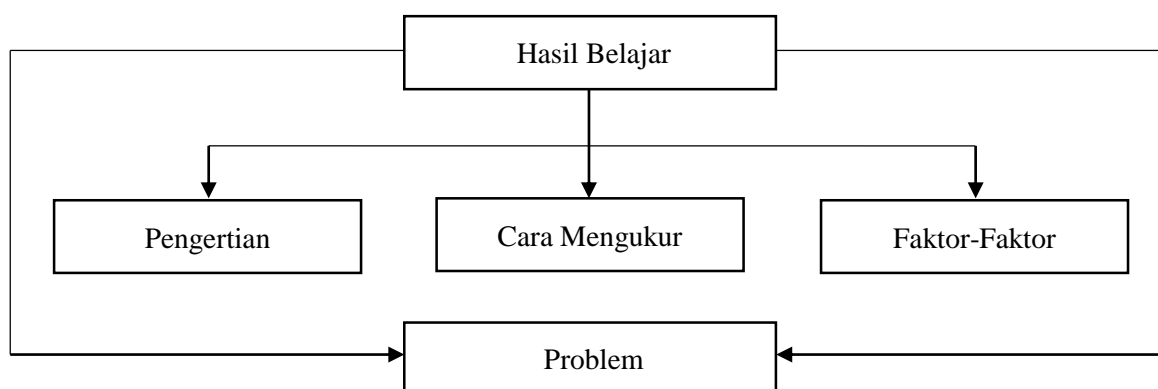 Hasil Belajar
Pengertian
Cara Mengukur
Faktor-Faktor
Problem